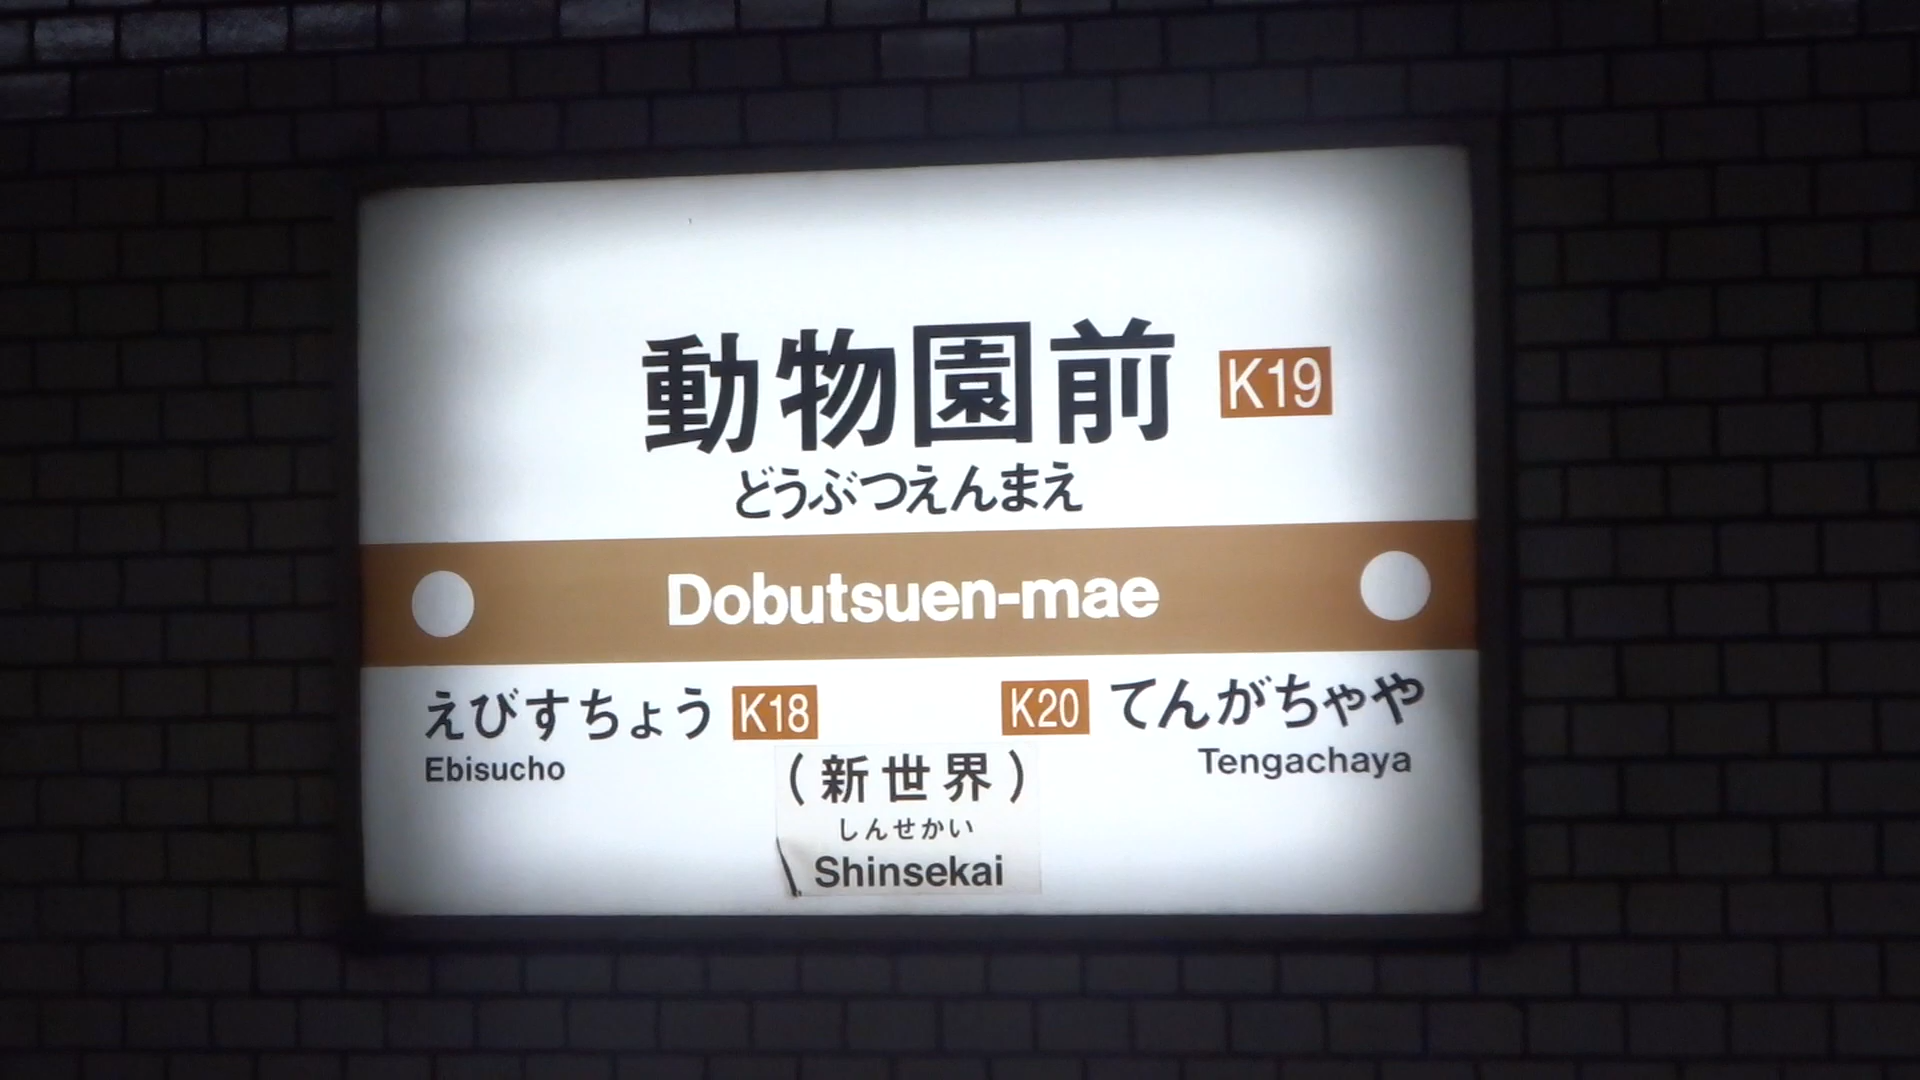 動物園前 K19
どうぶつえんまえ
Dobutsuen-mae
えびすちょう K18 K20 てんがちゃや
Ebisucho Tengachaya
(新世界)
しんせかい
Shinsekai